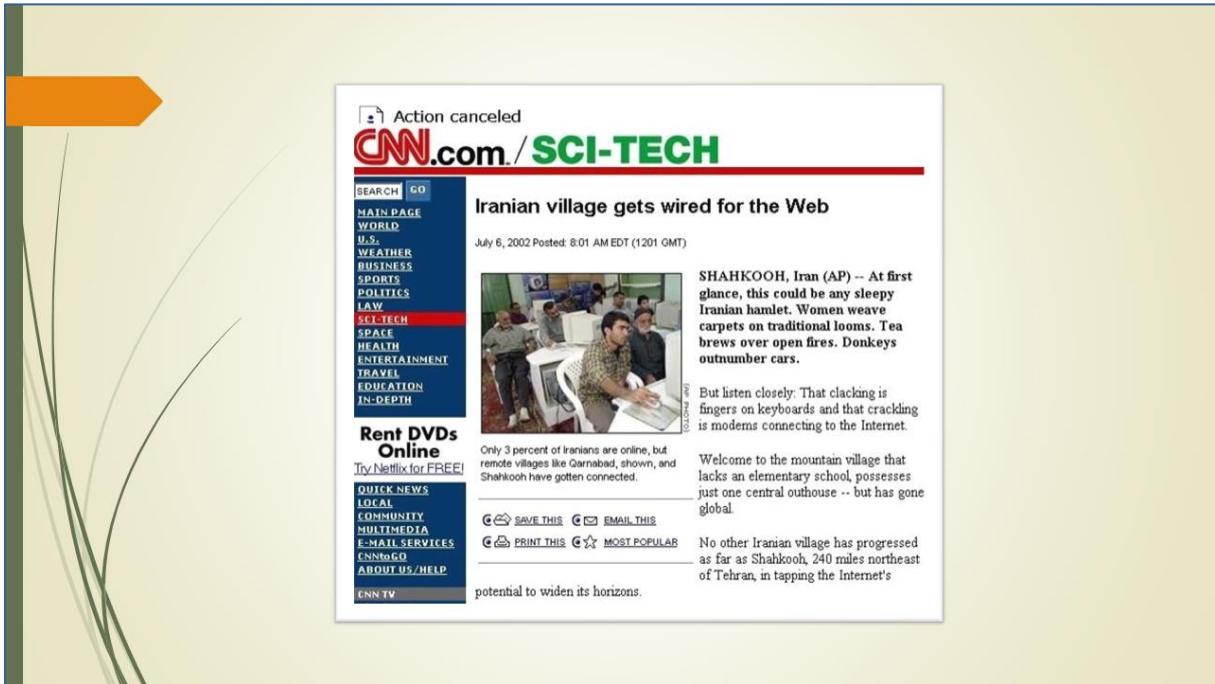 Action canceled
CNN.com / SCI-TECH
SEARCH GO
MAIN PAGE
WORLD
U.S.
WEATHER
BUSINESS
SPORTS
POLITICS
LAW
SCI-TECH
SPACE
HEALTH
ENTERTAINMENT
TRAVEL
EDUCATION
IN-DEPTH
Rent DVDs
Online
Try Netflix for FREE!
QUICK NEWS
LOCAL
COMMUNITY
MULTIMEDIA
E-MAIL SERVICES
CNNtoGO
ABOUT US/HELP
CNN TV
Iranian village gets wired for the Web
July 6, 2002 Posted: 8:01 AM EDT (1201 GMT)
(AP PHOTO)
Only 3 percent of Iranians are online, but
remote villages like Qarnabad, shown, and
Shahkooh have gotten connected.
SAVE THIS EMAIL THIS
PRINT THIS MOST POPULAR
SHAHKOOH, Iran (AP) -- At first
glance, this could be any sleepy
Iranian hamlet. Women weave
carpets on traditional looms. Tea
brews over open fires. Donkeys
outnumber cars.
But listen closely: That clacking is
fingers on keyboards and that crackling
is modems connecting to the Internet.
Welcome to the mountain village that
lacks an elementary school, possesses
just one central outhouse -- but has gone
global.
No other Iranian village has progressed
as far as Shahkooh, 240 miles northeast
of Tehran, in tapping the Internet's
potential to widen its horizons.